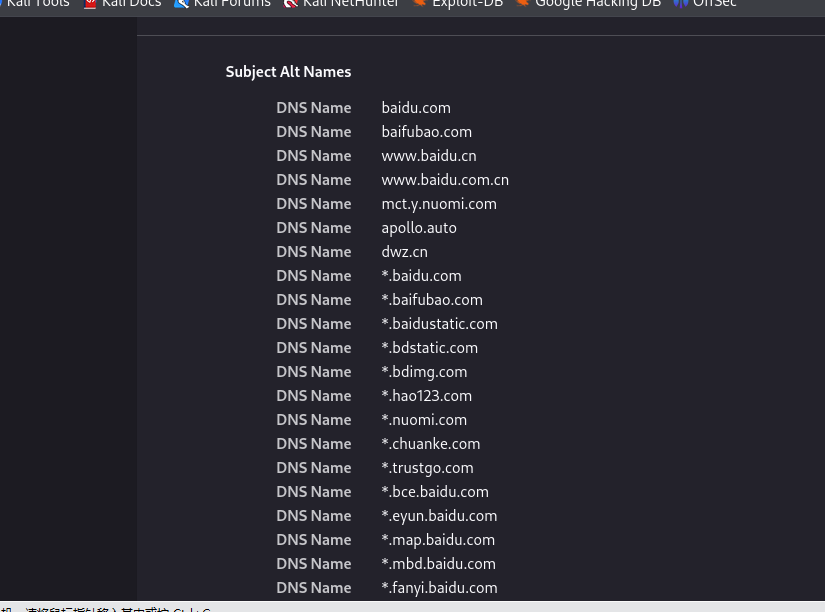 Kali Tools Kali Docs Kali Forums Kali NetHunter Exploit-DB Google Hacking DB OffSec
Subject Alt Names
DNS Name baidu.com
DNS Name baifubao.com
DNS Name www.baidu.cn
DNS Name www.baidu.com.cn
DNS Name mct.y.nuomi.com
DNS Name apollo.auto
DNS Name dwz.cn
DNS Name *.baidu.com
DNS Name *.baifubao.com
DNS Name *.baidustatic.com
DNS Name *.bdstatic.com
DNS Name *.bdimg.com
DNS Name *.hao123.com
DNS Name *.nuomi.com
DNS Name *.chuanke.com
DNS Name *.trustgo.com
DNS Name *.bce.baidu.com
DNS Name *.eyun.baidu.com
DNS Name *.map.baidu.com
DNS Name *.mbd.baidu.com
DNS Name *.fanyi.baidu.com